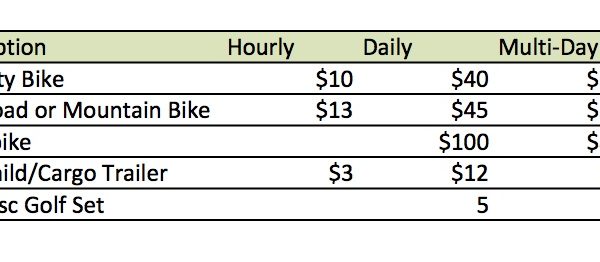 ption Hourly Daily Multi-Day
ty Bike $10 $40 $
oad or Mountain Bike $13 $45 $
bike $100 $
hild/Cargo Trailer $3 $12
sc Golf Set 5